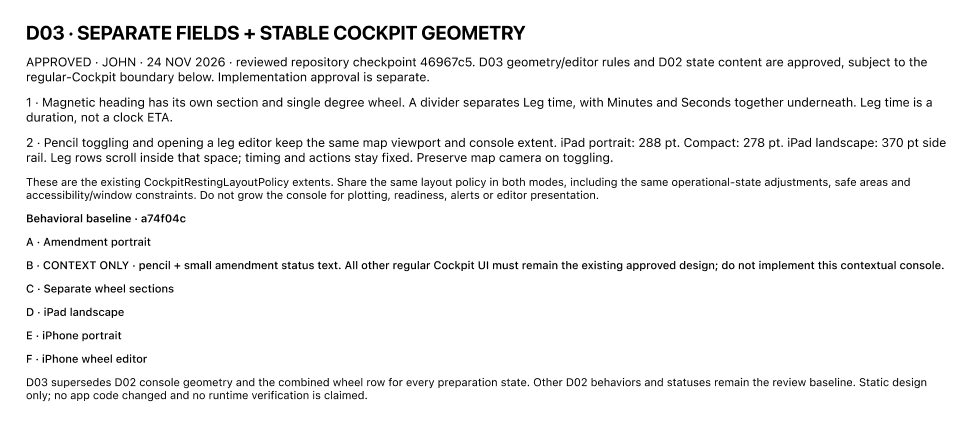 D03 · SEPARATE FIELDS + STABLE COCKPIT GEOMETRY
APPROVED · JOHN · 24 NOV 2026 · reviewed repository checkpoint 46967c5. D03 geometry/editor rules and D02 state content are approved, subject to the
regular-Cockpit boundary below. Implementation approval is separate.
1 · Magnetic heading has its own section and single degree wheel. A divider separates Leg time, with Minutes and Seconds together underneath. Leg time is a
duration, not a clock ETA.
2 · Pencil toggling and opening a leg editor keep the same map viewport and console extent. iPad portrait: 288 pt. Compact: 278 pt. iPad landscape: 370 pt side
rail. Leg rows scroll inside that space; timing and actions stay fixed. Preserve map camera on toggling.
These are the existing CockpitRestingLayoutPolicy extents. Share the same layout policy in both modes, including the same operational-state adjustments, safe areas and
accessibility/window constraints. Do not grow the console for plotting, readiness, alerts or editor presentation.
Behavioral baseline · a74f04c
A · Amendment portrait
B · CONTEXT ONLY · pencil + small amendment status text. All other regular Cockpit UI must remain the existing approved design; do not implement this contextual console.
C · Separate wheel sections
D · iPad landscape
E · iPhone portrait
F · iPhone wheel editor
D03 supersedes D02 console geometry and the combined wheel row for every preparation state. Other D02 behaviors and statuses remain the review baseline. Static design
only; no app code changed and no runtime verification is claimed.